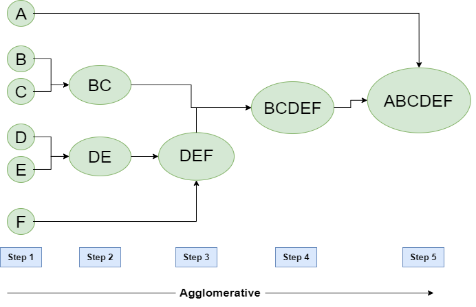 A
B
C
D
E
F
BC
DE
DEF
BCDEF
ABCDEF
Step 1
Step 2
Step 3
Step 4
Step 5
Agglomerative